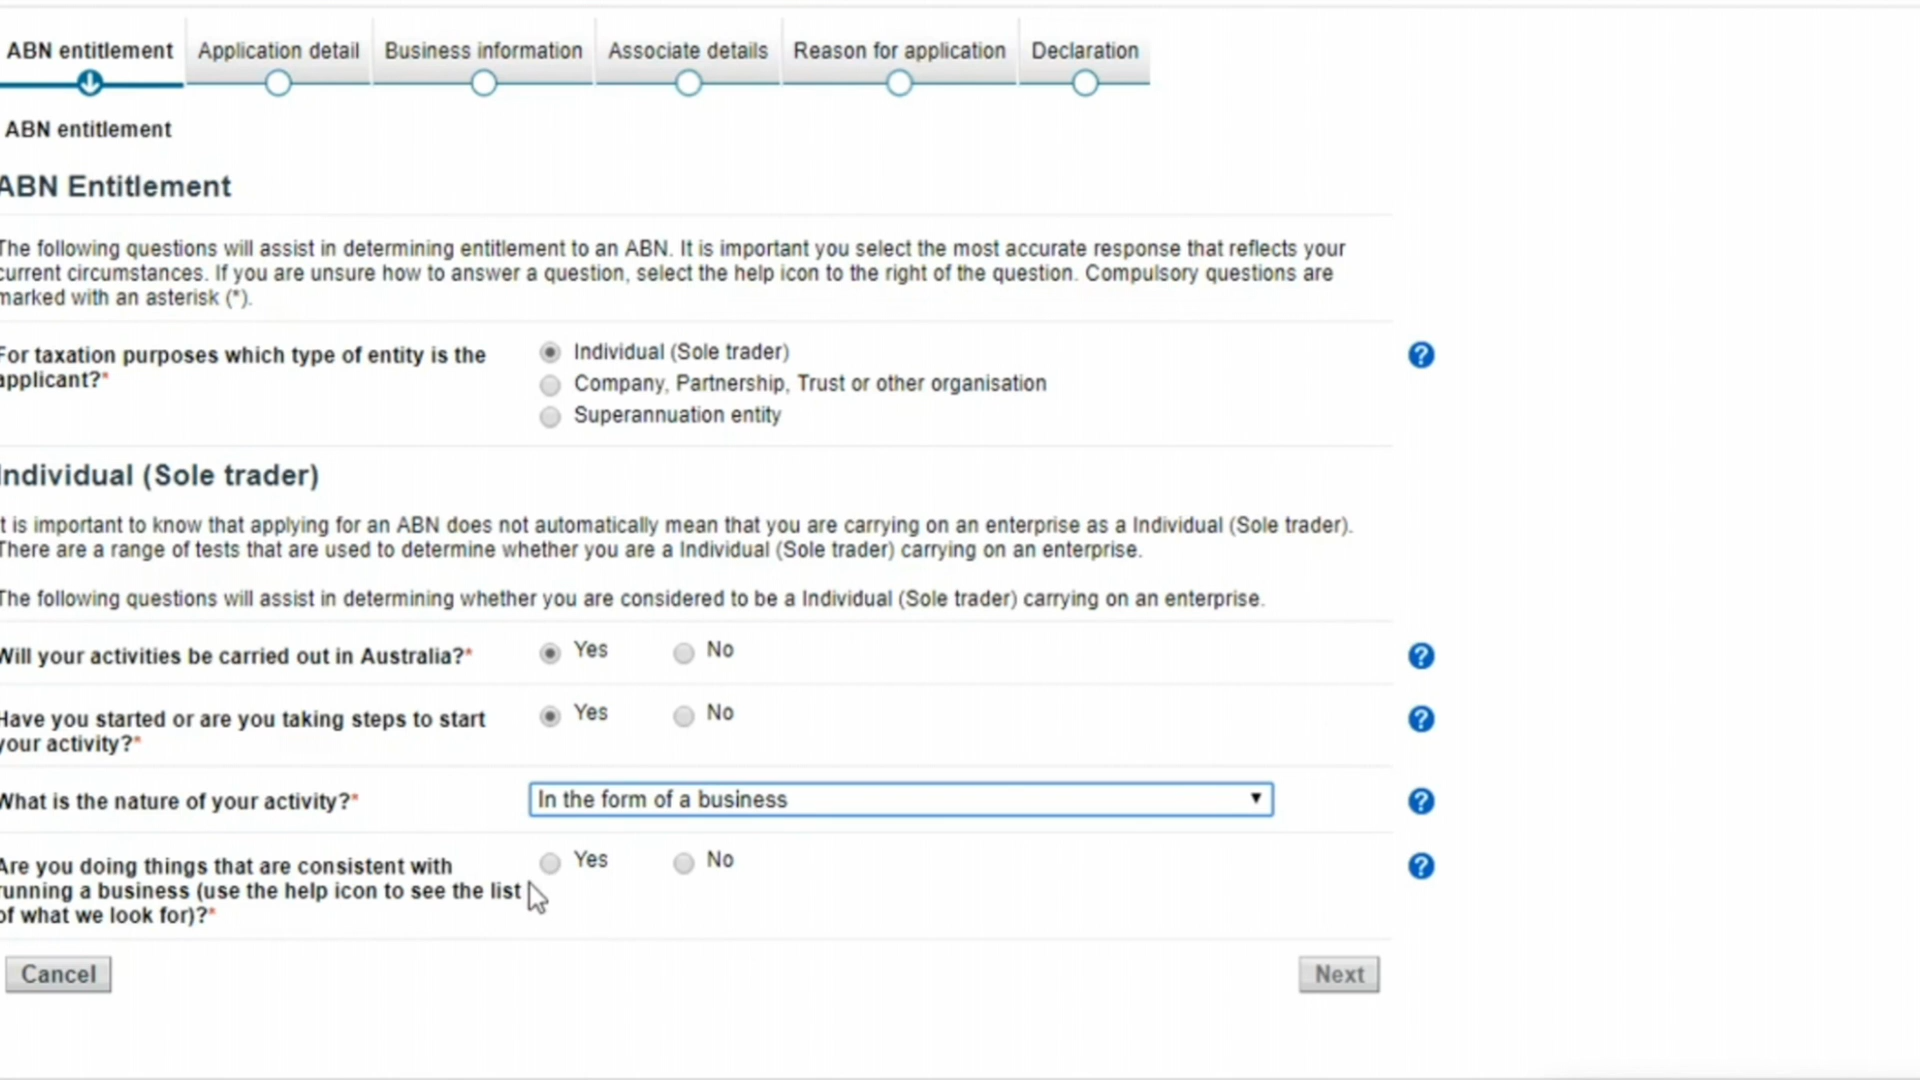 ABN entitlement Application detail Business information Associate details Reason for application Declaration
ABN entitlement
ABN Entitlement
The following questions will assist in determining entitlement to an ABN. It is important you select the most accurate response that reflects your
current circumstances. If you are unsure how to answer a question, select the help icon to the right of the question. Compulsory questions are
marked with an asterisk (*).
For taxation purposes which type of entity is the
applicant?*
Individual (Sole trader)
Company, Partnership, Trust or other organisation
Superannuation entity
Individual (Sole trader)
It is important to know that applying for an ABN does not automatically mean that you are carrying on an enterprise as a Individual (Sole trader).
There are a range of tests that are used to determine whether you are a Individual (Sole trader) carrying on an enterprise.
The following questions will assist in determining whether you are considered to be a Individual (Sole trader) carrying on an enterprise.
Will your activities be carried out in Australia?* Yes No
Have you started or are you taking steps to start
your activity?* Yes No
What is the nature of your activity?* In the form of a business
Are you doing things that are consistent with
running a business (use the help icon to see the list
of what we look for)?* Yes No
Cancel Next